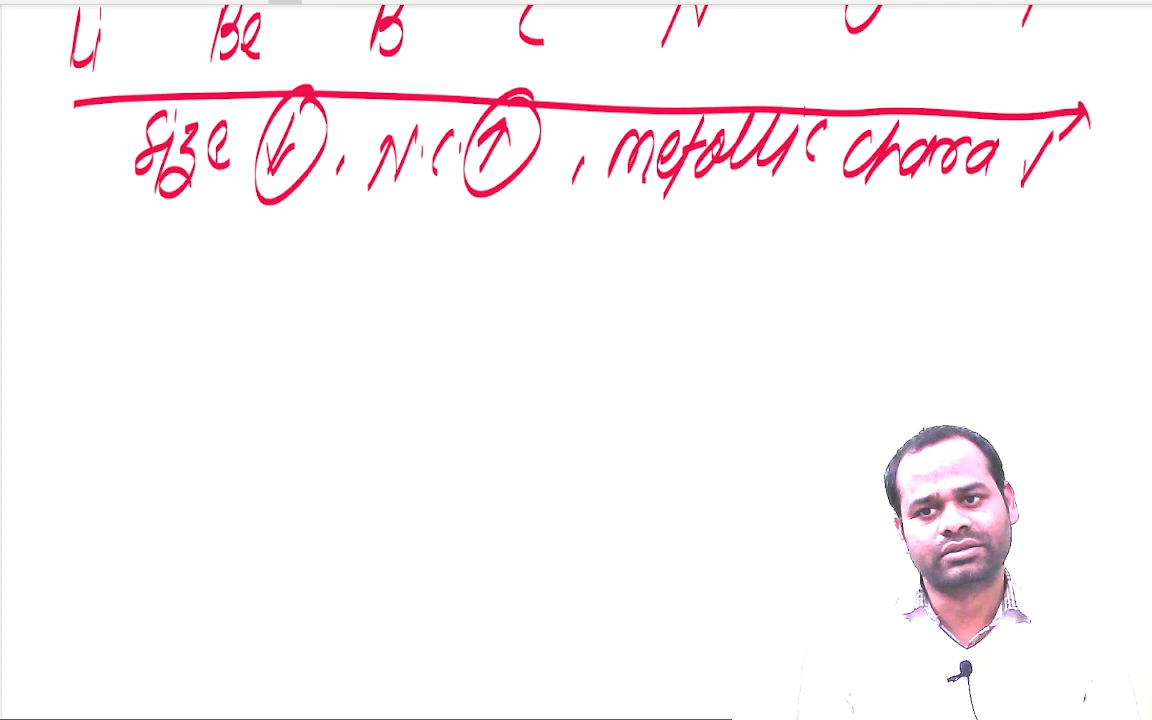 Li Be B C N
Size ↓, N.C. ↑, metallic chara